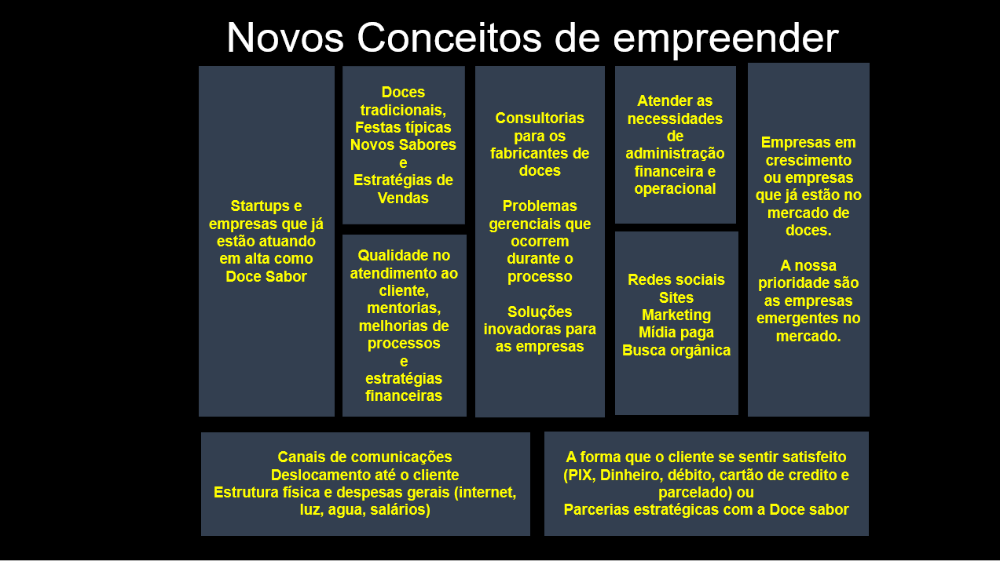 Novos Conceitos de empreender
Startups e
empresas que já
estão atuando
em alta como
Doce Sabor
Doces
tradicionais,
Festas típicas
Novos Sabores
e
Estratégias de
Vendas
Qualidade no
atendimento ao
cliente,
mentorias,
melhorias de
processos
e
estratégias
financeiras
Consultorias
para os
fabricantes de
doces
Problemas
gerenciais que
ocorrem
durante o
processo
Soluções
inovadoras para
as empresas
Atender as
necessidades
de
administração
financeira e
operacional
Redes sociais
Sites
Marketing
Mídia paga
Busca orgânica
Empresas em
crescimento
ou empresas
que já estão no
mercado de
doces.
A nossa
prioridade são
as empresas
emergentes no
mercado.
Canais de comunicações
Deslocamento até o cliente
Estrutura física e despesas gerais (internet,
luz, agua, salários)
A forma que o cliente se sentir satisfeito
(PIX, Dinheiro, débito, cartão de credito e
parcelado) ou
Parcerias estratégicas com a Doce sabor